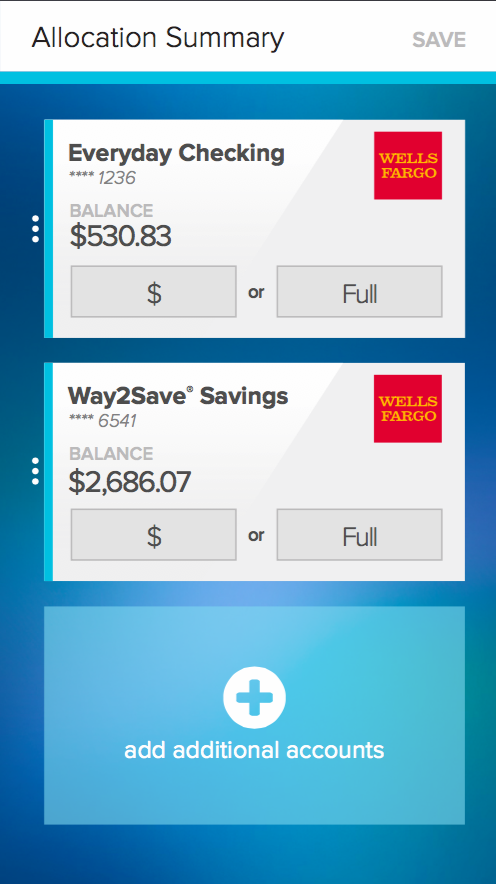 Allocation Summary
SAVE
Everyday Checking
**** 1236
WELLS
FARGO
BALANCE
$530.83
$ or Full
Way2Save® Savings
**** 6541
WELLS
FARGO
BALANCE
$2,686.07
$ or Full
add additional accounts